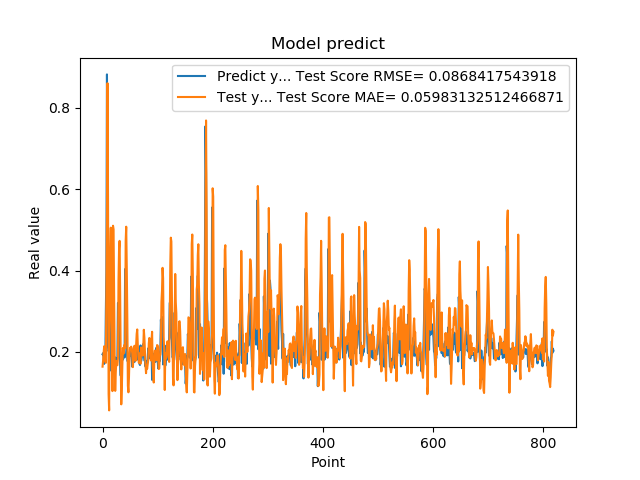 Model predict
Predict y... Test Score RMSE= 0.0868417543918
Test y... Test Score MAE= 0.05983132512466871
0.8
0.6
0.4
0.2
Real value
0 200 400 600 800
Point